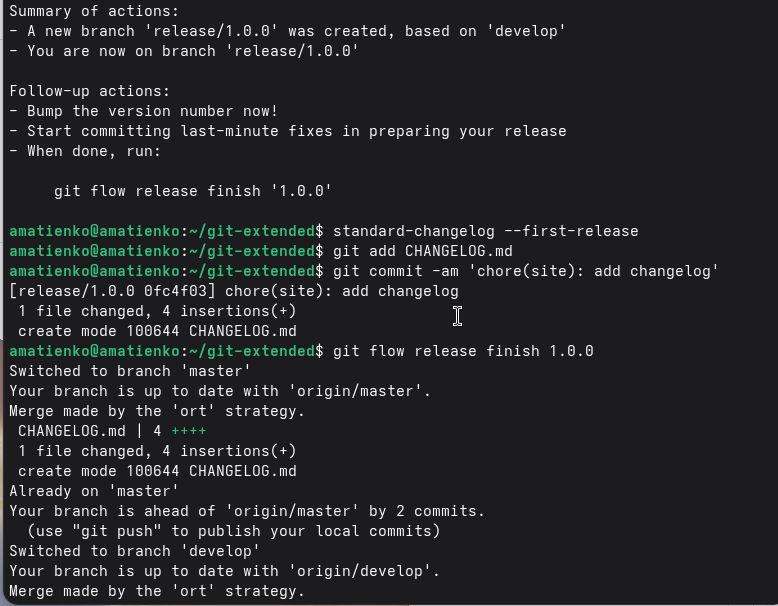 Summary of actions:
- A new branch 'release/1.0.0' was created, based on 'develop'
- You are now on branch 'release/1.0.0'
Follow-up actions:
- Bump the version number now!
- Start committing last-minute fixes in preparing your release
- When done, run:
git flow release finish '1.0.0'
amatienko@amatienko:~/git-extended$ standard-changelog --first-release
amatienko@amatienko:~/git-extended$ git add CHANGELOG.md
amatienko@amatienko:~/git-extended$ git commit -am 'chore(site): add changelog'
[release/1.0.0 0fc4f03] chore(site): add changelog
1 file changed, 4 insertions(+)
create mode 100644 CHANGELOG.md
amatienko@amatienko:~/git-extended$ git flow release finish 1.0.0
Switched to branch 'master'
Your branch is up to date with 'origin/master'.
Merge made by the 'ort' strategy.
CHANGELOG.md | 4 ++++
1 file changed, 4 insertions(+)
create mode 100644 CHANGELOG.md
Already on 'master'
Your branch is ahead of 'origin/master' by 2 commits.
(use "git push" to publish your local commits)
Switched to branch 'develop'
Your branch is up to date with 'origin/develop'.
Merge made by the 'ort' strategy.